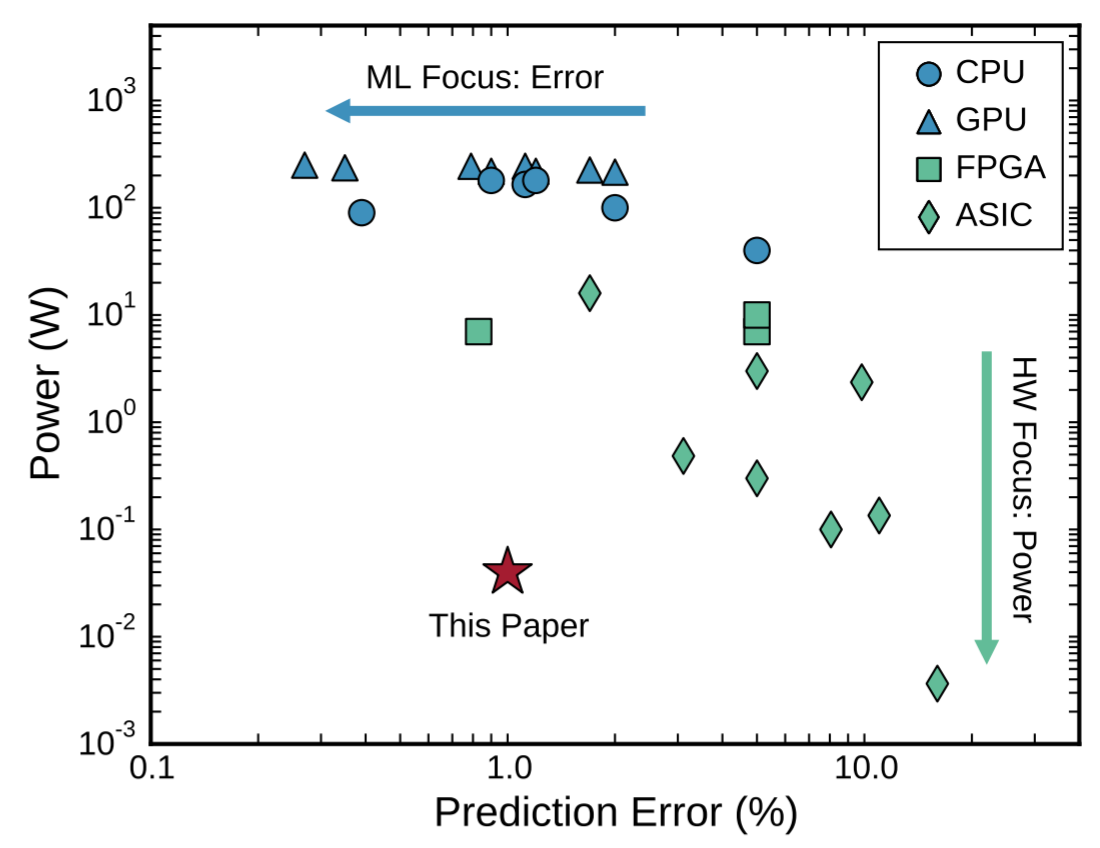 ML Focus: Error
CPU
GPU
FPGA
ASIC
10^3
10^2
10^1
10^0
10^-1
10^-2
10^-3
Power (W)
HW Focus: Power
This Paper
0.1
1.0
10.0
Prediction Error (%)